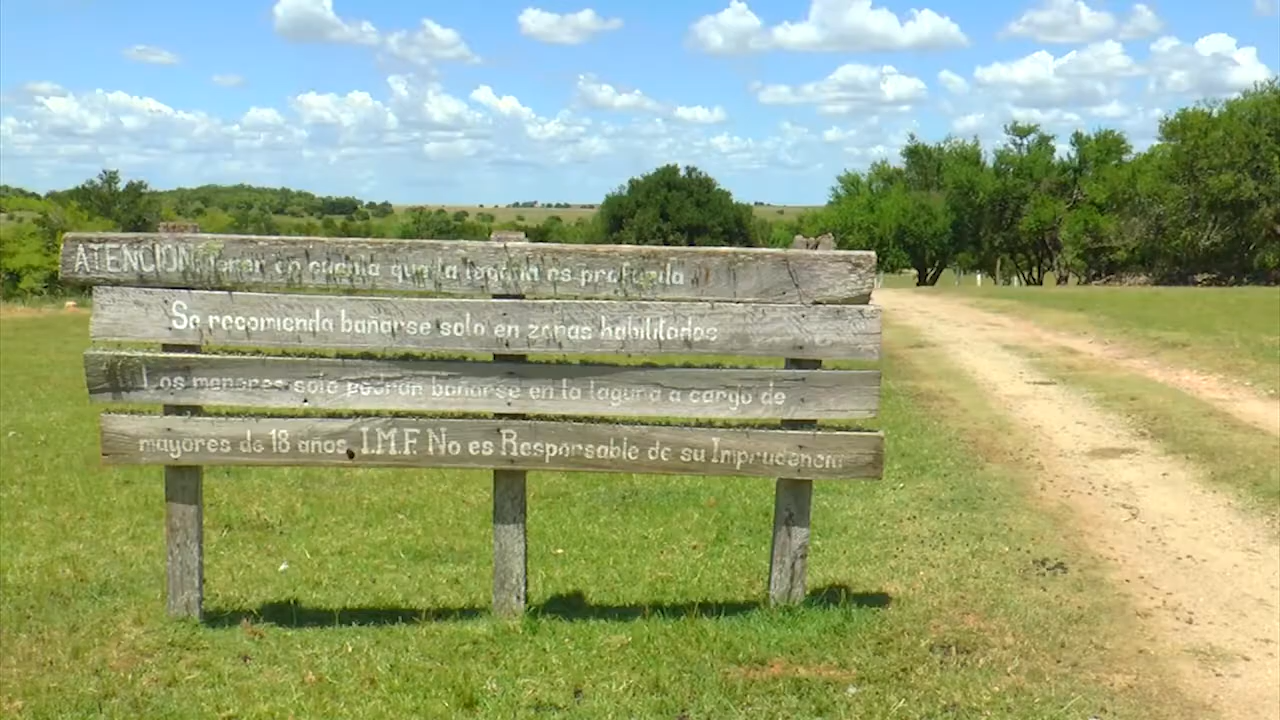 ATENCION tener en cuenta que la laguna es profunda
Se recomienda bañarse solo en zonas habilitadas
Los menores solo podran bañarse en la laguna a cargo de
mayores de 18 años. I.M.F. No es Responsable de su Imprudencia